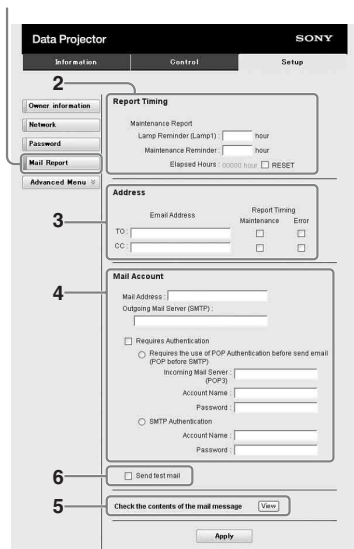 Data Projector SONY
Information Control Setup
2
Owner information
Network
Password
Mail Report
Advanced Menu
Report Timing
Maintenance Report
Lamp Reminder (Lamp1) : hour
Maintenance Reminder : hour
Elapsed Hours : 00000 hour RESET
3
Address
Email Address Report Timing
Maintenance Error
TO :
CC :
4
Mail Account
Mail Address :
Outgoing Mail Server (SMTP) :
Requires Authentication
Requires the use of POP Authentication before send email
(POP before SMTP)
Incoming Mail Server :
(POP3)
Account Name :
Password :
SMTP Authentication
Account Name :
Password :
6
Send test mail
5
Check the contents of the mail message View
Apply